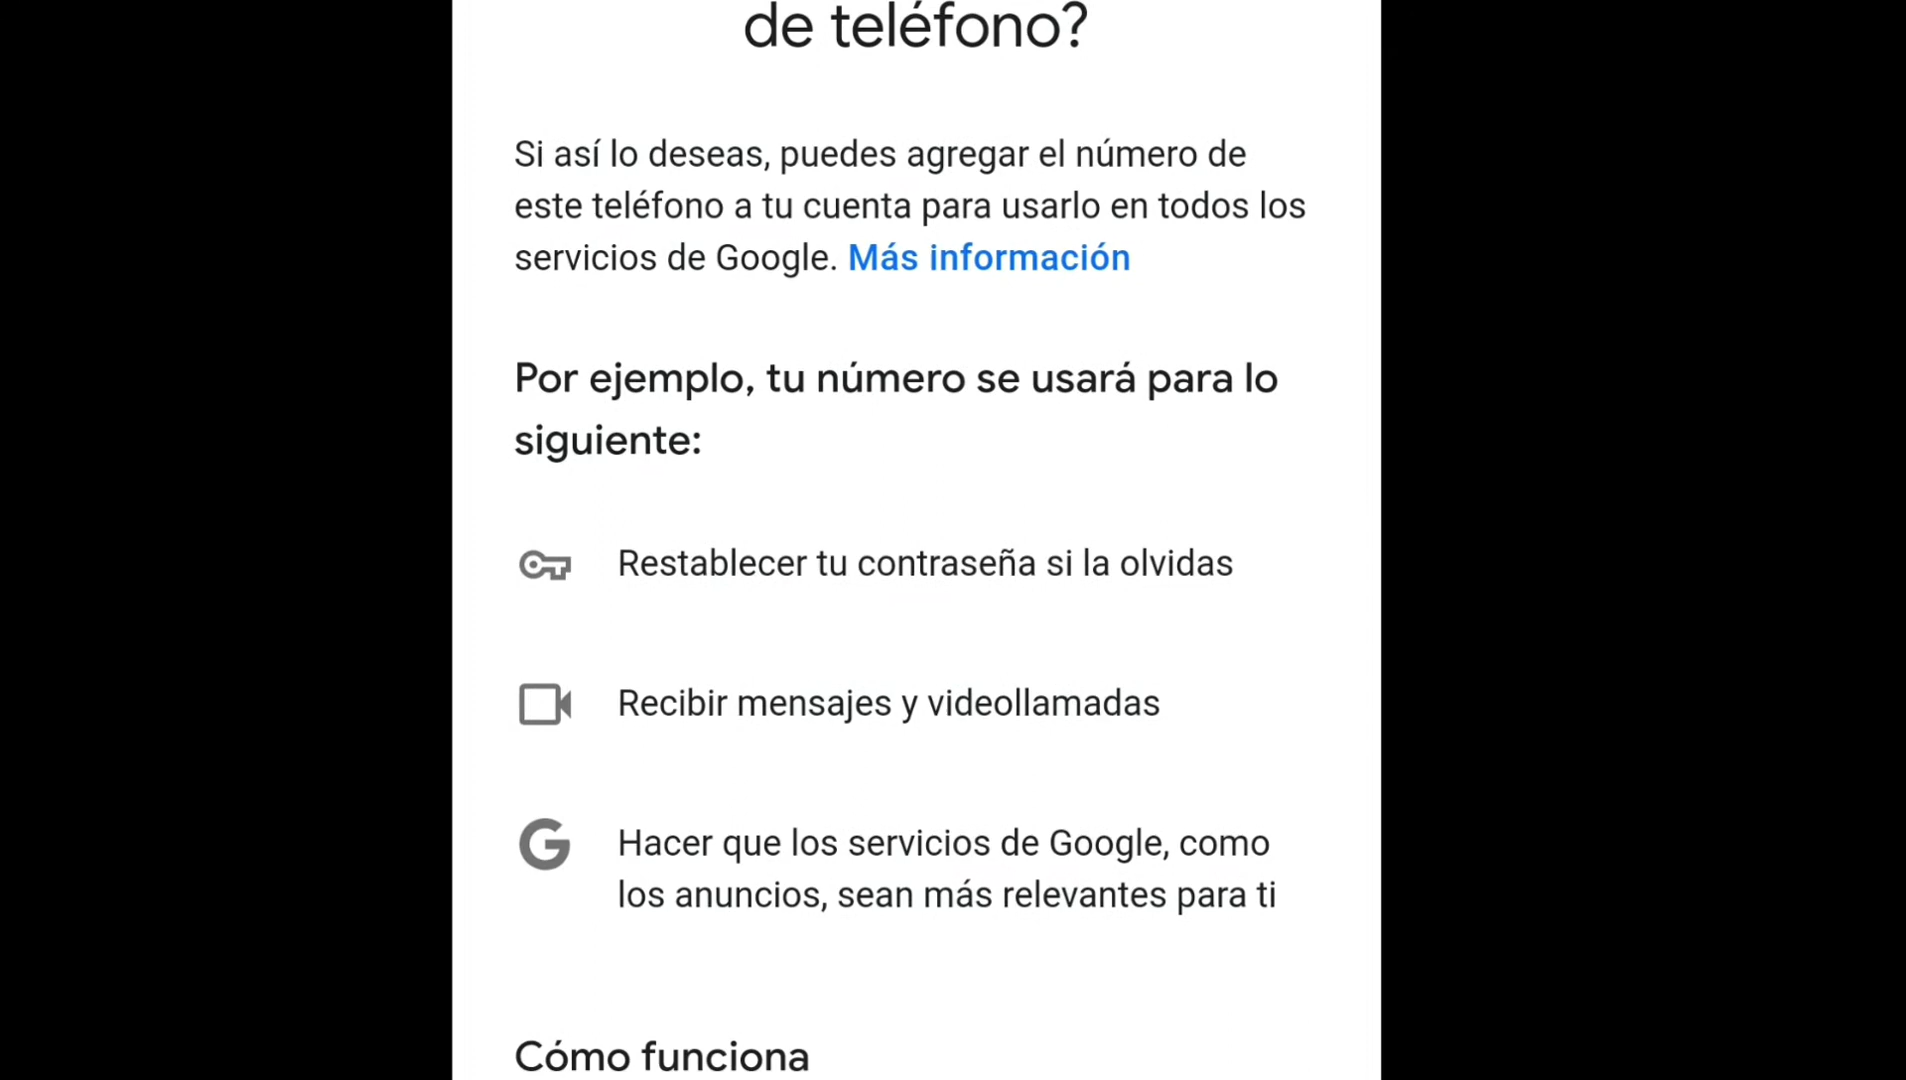 de teléfono?
Si así lo deseas, puedes agregar el número de
este teléfono a tu cuenta para usarlo en todos los
servicios de Google. Más información
Por ejemplo, tu número se usará para lo
siguiente:
Restablecer tu contraseña si la olvidas
Recibir mensajes y videollamadas
Hacer que los servicios de Google, como
los anuncios, sean más relevantes para ti
Cómo funciona